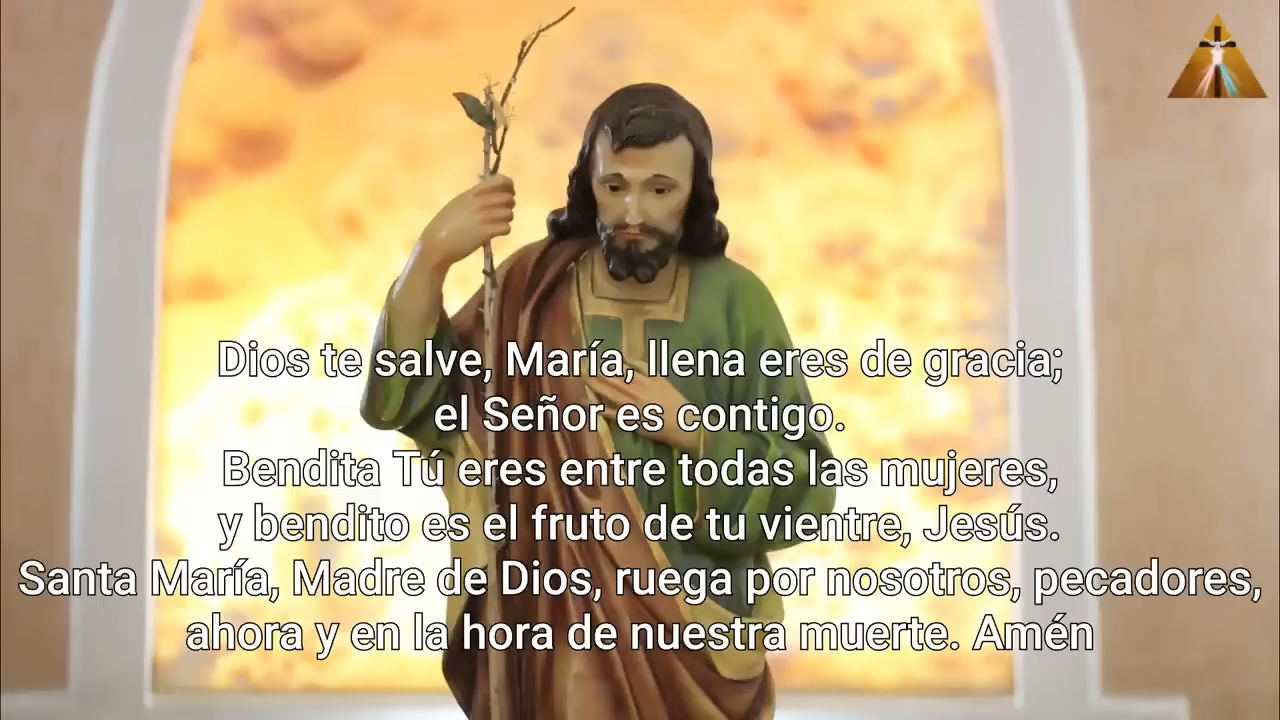 Dios te salve, María, llena eres de gracia;
el Señor es contigo.
Bendita Tú eres entre todas las mujeres,
y bendito es el fruto de tu vientre, Jesús.
Santa María, Madre de Dios, ruega por nosotros, pecadores,
ahora y en la hora de nuestra muerte. Amén